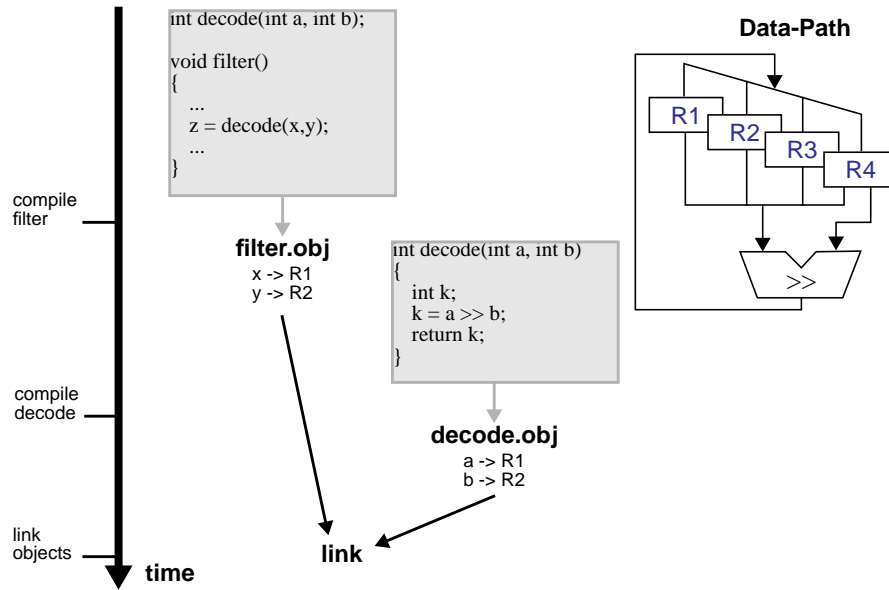 int decode(int a, int b);
void filter()
{
...
z = decode(x,y);
...
}
compile
filter
filter.obj
x -> R1
y -> R2
int decode(int a, int b)
{
int k;
k = a >> b;
return k;
}
compile
decode
decode.obj
a -> R1
b -> R2
link
objects
link
time
Data-Path
R1
R2
R3
R4
>>